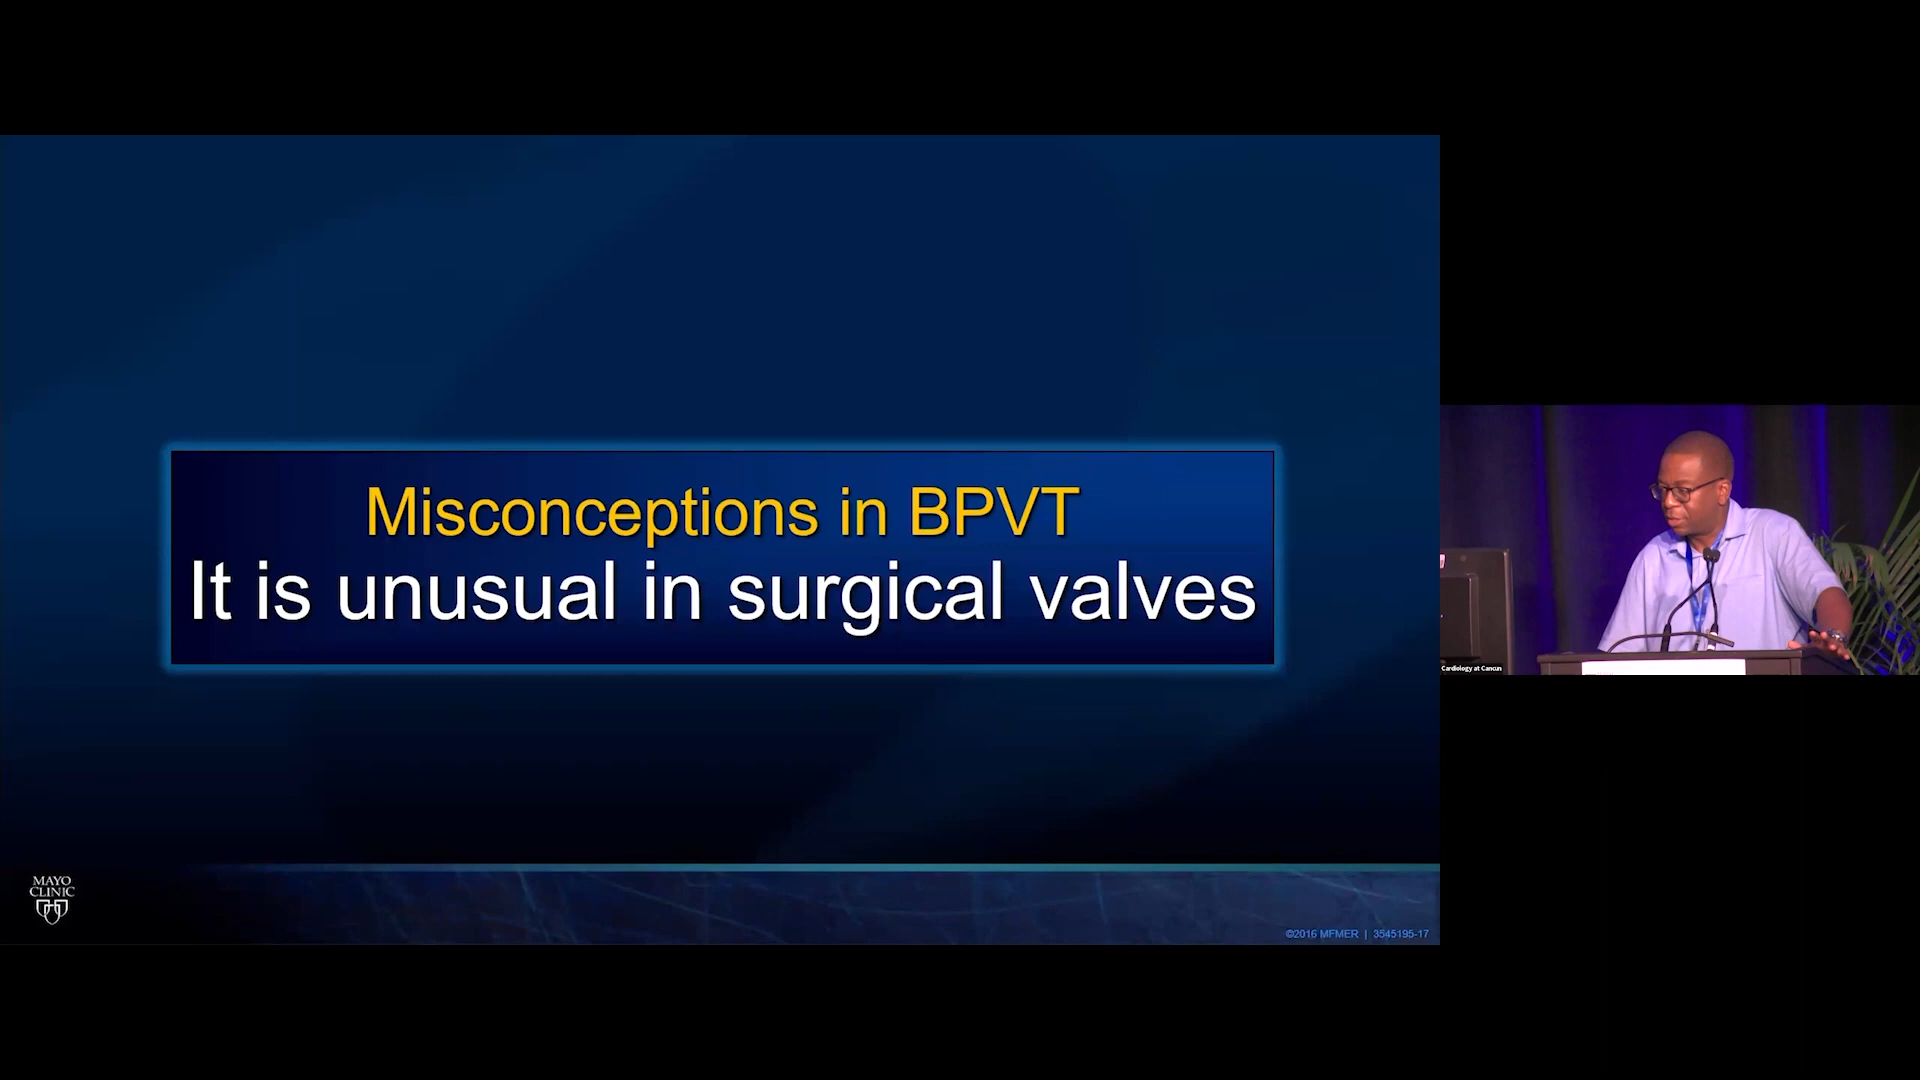 Misconceptions in BPVT
It is unusual in surgical valves
MAYO
CLINIC
©2016 MFMER | 3545195-17
Cardiology at Cancun